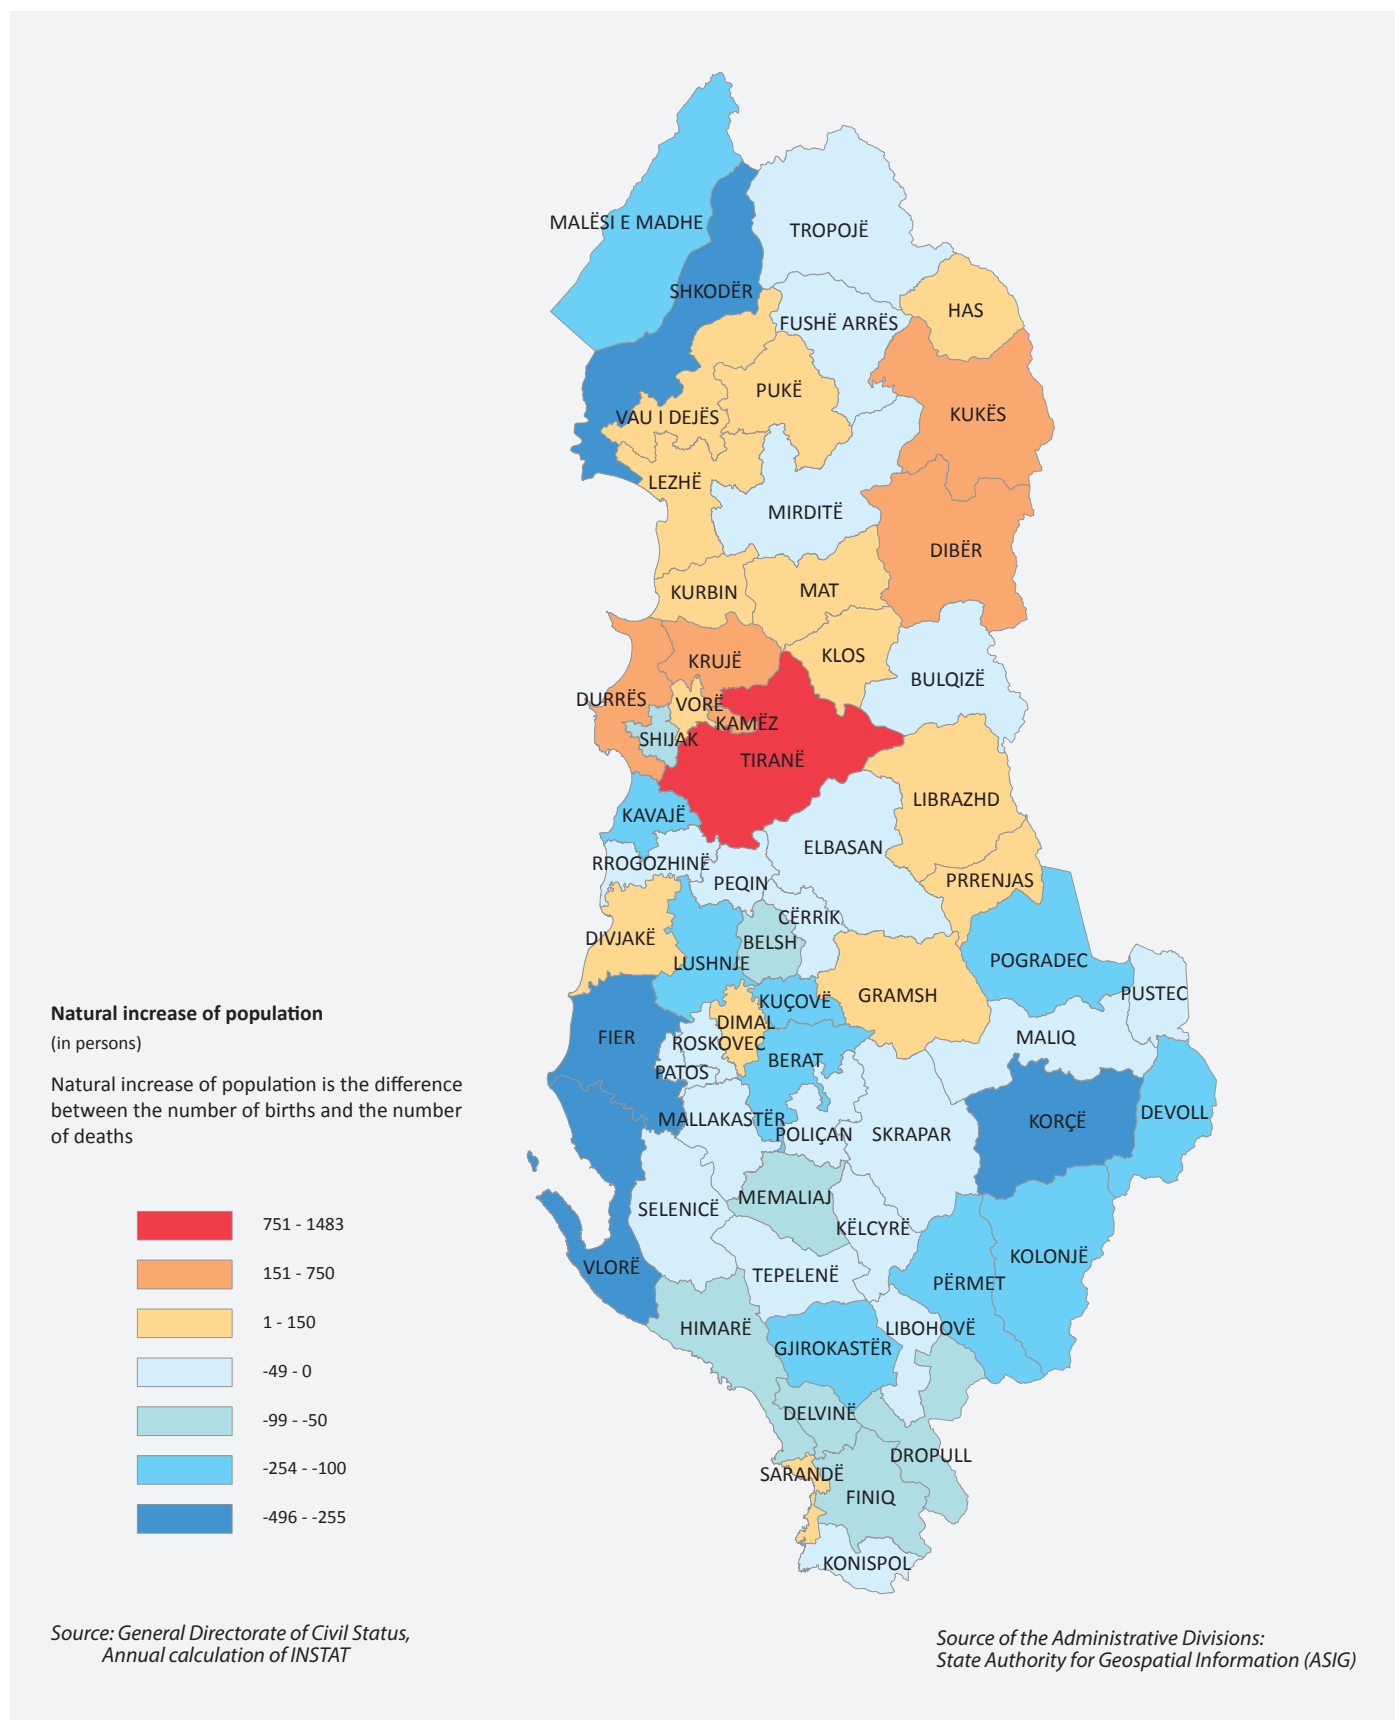 MALËSI E MADHE
TROPOJË
SHKODËR
HAS
FUSHË ARRËS
PUKË
KUKËS
VAU I DEJËS
LEZHË
MIRDITË
DIBËR
KURBIN
MAT
KLOS
KRUJË
BULQIZË
DURRËS
VORË
KAMËZ
SHIJAK
TIRANË
LIBRAZHD
KAVAJË
ELBASAN
RROGOZHINË
PEQIN
PRRENJAS
CËRRIK
DIVJAKË
BELSH
LUSHNJE
POGRADEC
PUSTEC
GRAMSH
KUÇOVË
DIMAL
FIER
ROSKOVEC
MALIQ
BERAT
PATOS
MALLAKASTËR
POLIÇAN
SKRAPAR
KORÇË
DEVOLL
MEMALIAJ
SELENICË
KËLCYRË
KOLONJË
VLORË
TEPELENË
PËRMET
HIMARË
LIBOHOVË
GJIROKASTËR
DELVINË
DROPULL
SARANDË
FINIQ
KONISPOL
Natural increase of population
(in persons)
Natural increase of population is the difference
between the number of births and the number
of deaths
751 - 1483
151 - 750
1 - 150
-49 - 0
-99 - -50
-254 - -100
-496 - -255
Source: General Directorate of Civil Status,
Annual calculation of INSTAT
Source of the Administrative Divisions:
State Authority for Geospatial Information (ASIG)